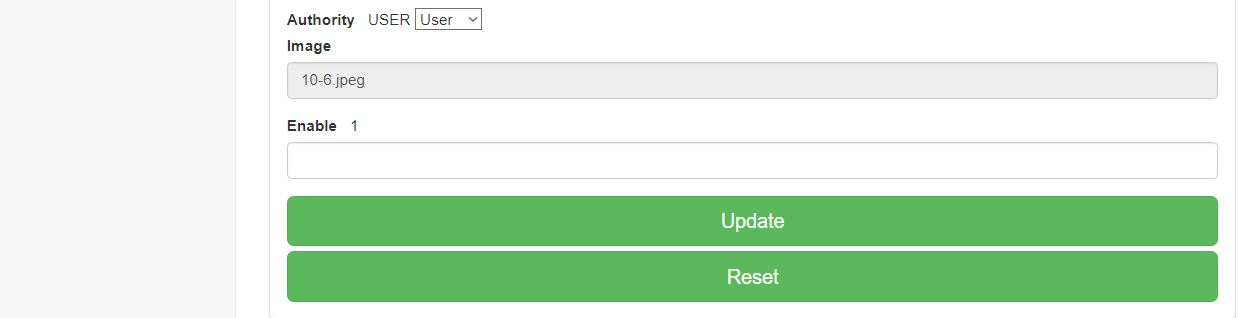 Authority USER User
Image
10-6.jpeg
Enable 1
Update
Reset